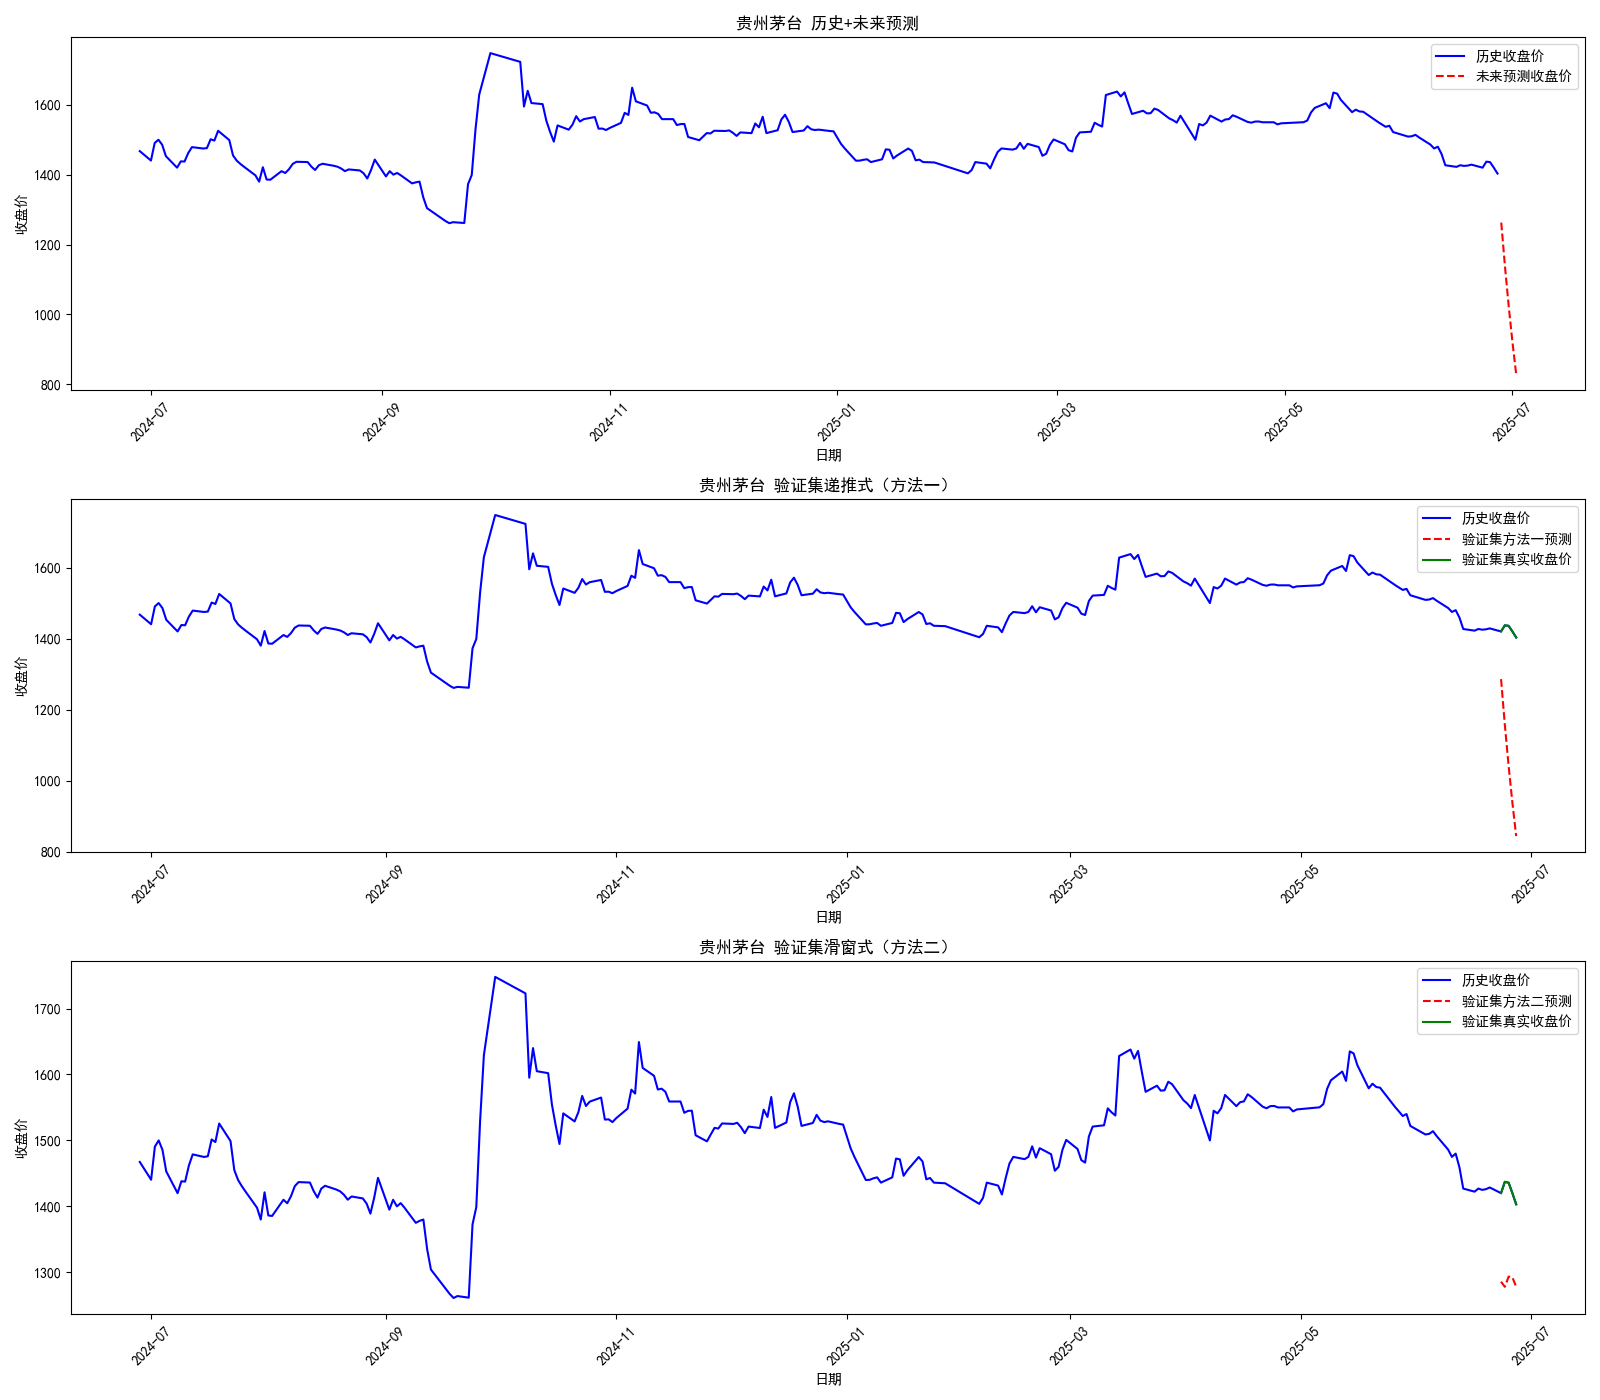 贵州茅台 历史+未来预测
历史收盘价
未来预测收盘价
收盘价
1600
1400
1200
1000
800
2024-07
2024-09
2024-11
2025-01
2025-03
2025-05
2025-07
日期
贵州茅台 验证集递推式（方法一）
历史收盘价
验证集方法一预测
验证集真实收盘价
收盘价
1600
1400
1200
1000
800
2024-07
2024-09
2024-11
2025-01
2025-03
2025-05
2025-07
日期
贵州茅台 验证集滑窗式（方法二）
历史收盘价
验证集方法二预测
验证集真实收盘价
收盘价
1700
1600
1500
1400
1300
2024-07
2024-09
2024-11
2025-01
2025-03
2025-05
2025-07
日期